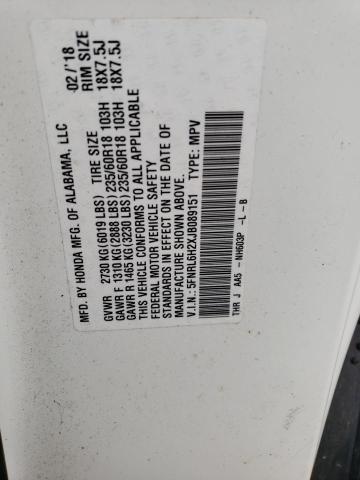 MFD. BY HONDA MFG. OF ALABAMA, LLC 02/'18
TIRE SIZE RIM SIZE
GVWR 2730 KG (6019 LBS)
GAWR F 1310 KG (2888 LBS) 235/60R18 103H 18X7.5J
GAWR R 1465 KG (3230 LBS) 235/60R18 103H 18X7.5J
THIS VEHICLE CONFORMS TO ALL APPLICABLE
FEDERAL MOTOR VEHICLE SAFETY
STANDARDS IN EFFECT ON THE DATE OF
MANUFACTURE SHOWN ABOVE.
V.I.N.: 5FNRL6H2XJB089151 TYPE: MPV
THR J AA5 - NH603P - L - B